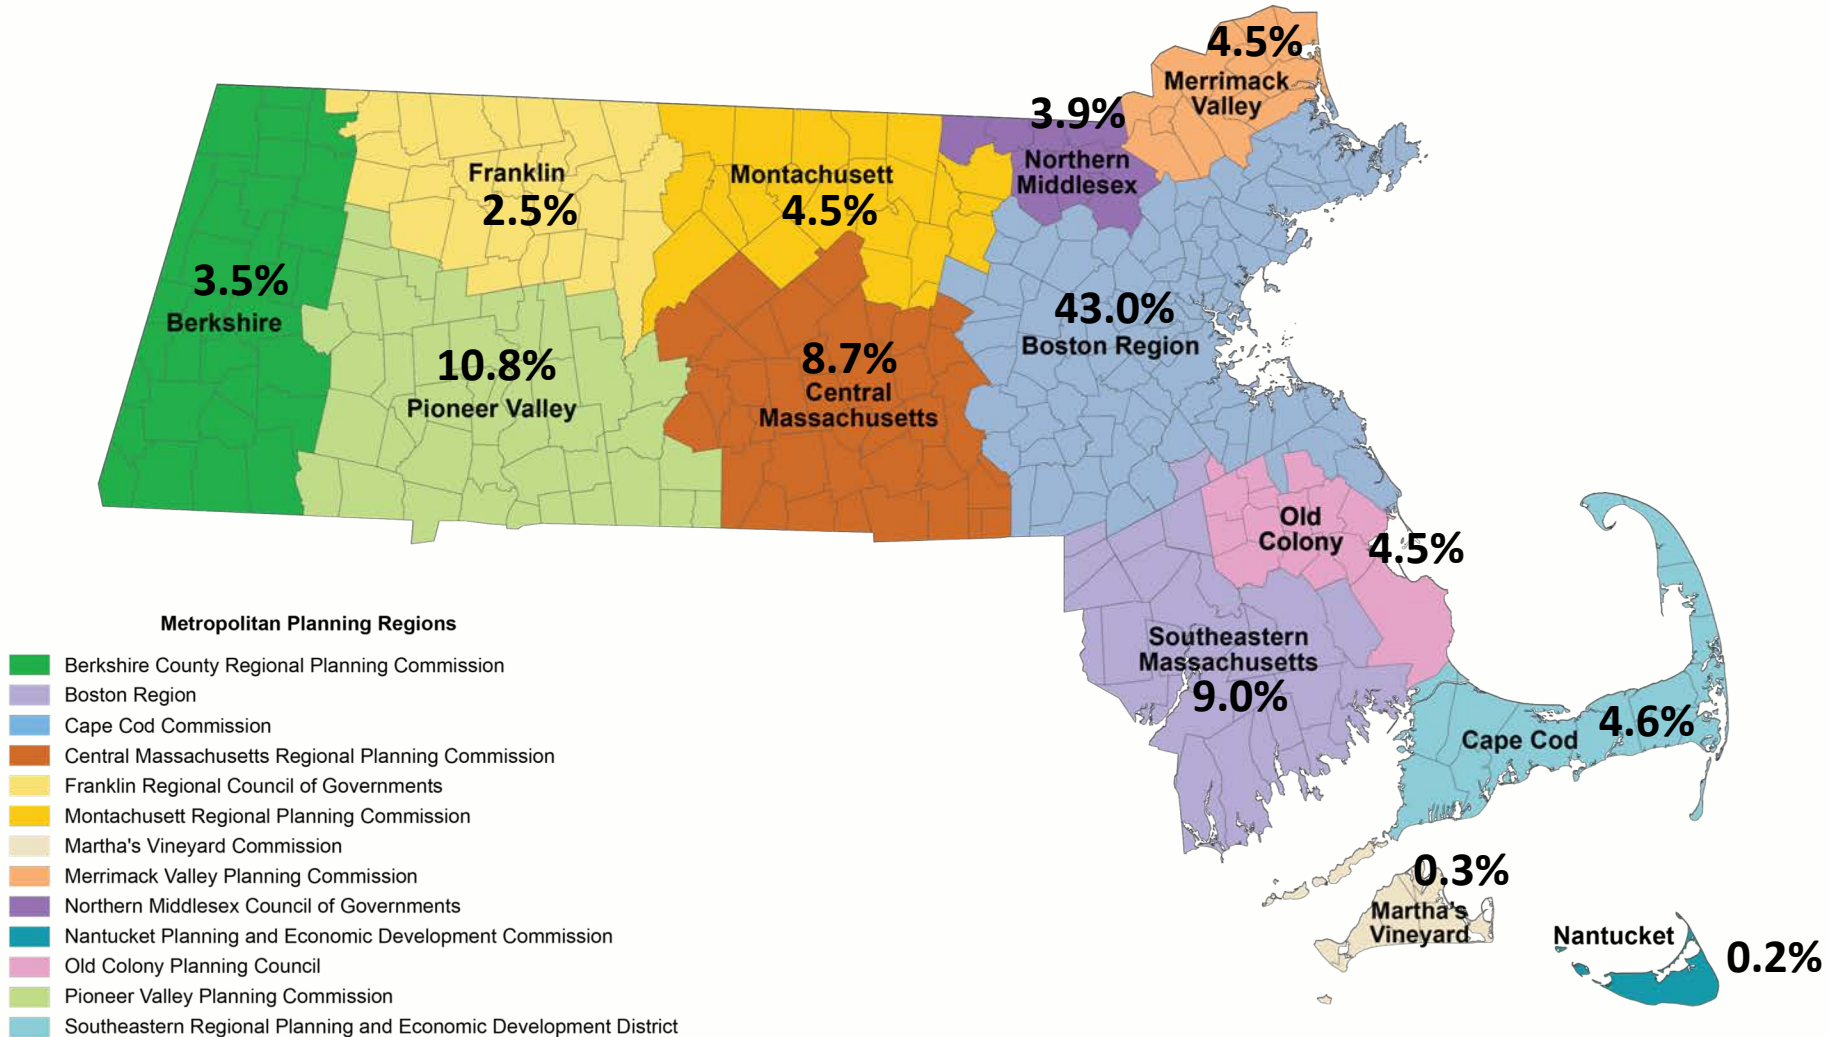 4.5%
Merrimack
Valley
3.9%
Northern
Middlesex
Franklin
2.5%
Montachusett
4.5%
3.5%
Berkshire
43.0%
Boston Region
10.8%
Pioneer Valley
8.7%
Central
Massachusetts
Old
Colony
4.5%
Southeastern
Massachusetts
9.0%
4.6%
Cape Cod
0.3%
Martha's
Vineyard
Nantucket
0.2%
Metropolitan Planning Regions
Berkshire County Regional Planning Commission
Boston Region
Cape Cod Commission
Central Massachusetts Regional Planning Commission
Franklin Regional Council of Governments
Montachusett Regional Planning Commission
Martha's Vineyard Commission
Merrimack Valley Planning Commission
Northern Middlesex Council of Governments
Nantucket Planning and Economic Development Commission
Old Colony Planning Council
Pioneer Valley Planning Commission
Southeastern Regional Planning and Economic Development District